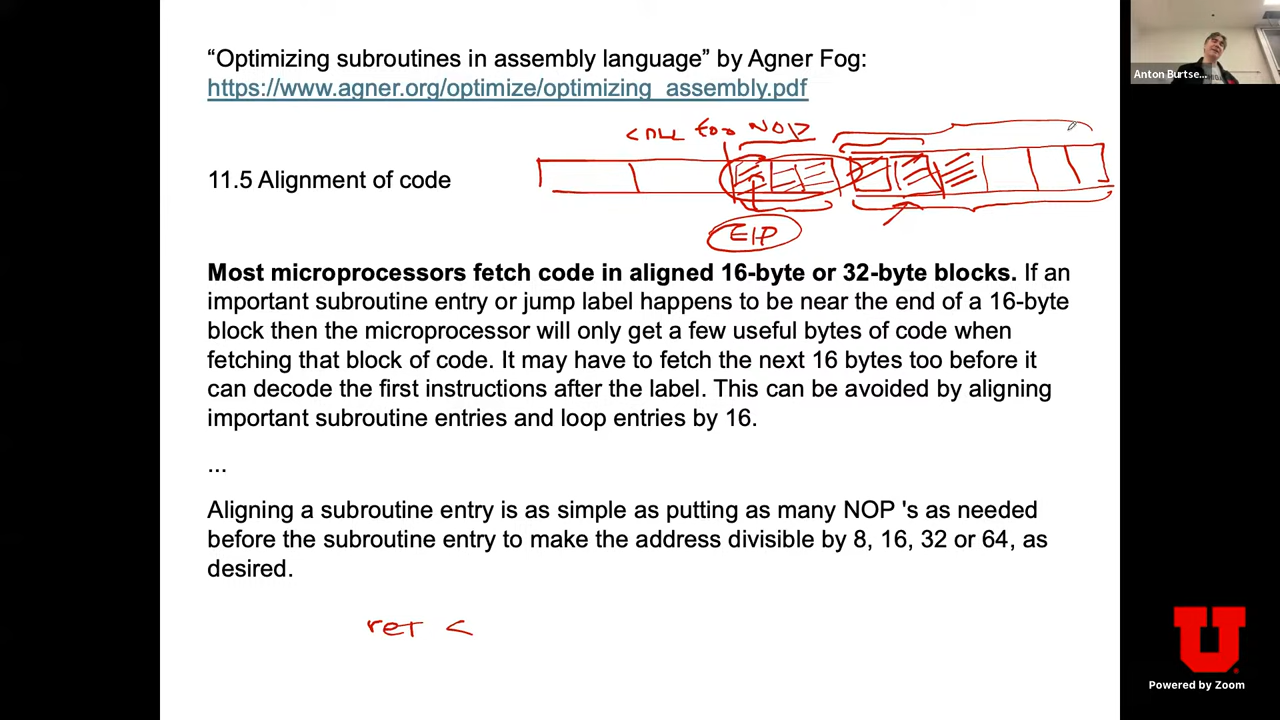 “Optimizing subroutines in assembly language” by Agner Fog:
https://www.agner.org/optimize/optimizing_assembly.pdf
Anton Burtse...
CALL foo NOP
11.5 Alignment of code
EIP
Most microprocessors fetch code in aligned 16-byte or 32-byte blocks. If an
important subroutine entry or jump label happens to be near the end of a 16-byte
block then the microprocessor will only get a few useful bytes of code when
fetching that block of code. It may have to fetch the next 16 bytes too before it
can decode the first instructions after the label. This can be avoided by aligning
important subroutine entries and loop entries by 16.
...
Aligning a subroutine entry is as simple as putting as many NOP 's as needed
before the subroutine entry to make the address divisible by 8, 16, 32 or 64, as
desired.
ret <
U
Powered by Zoom